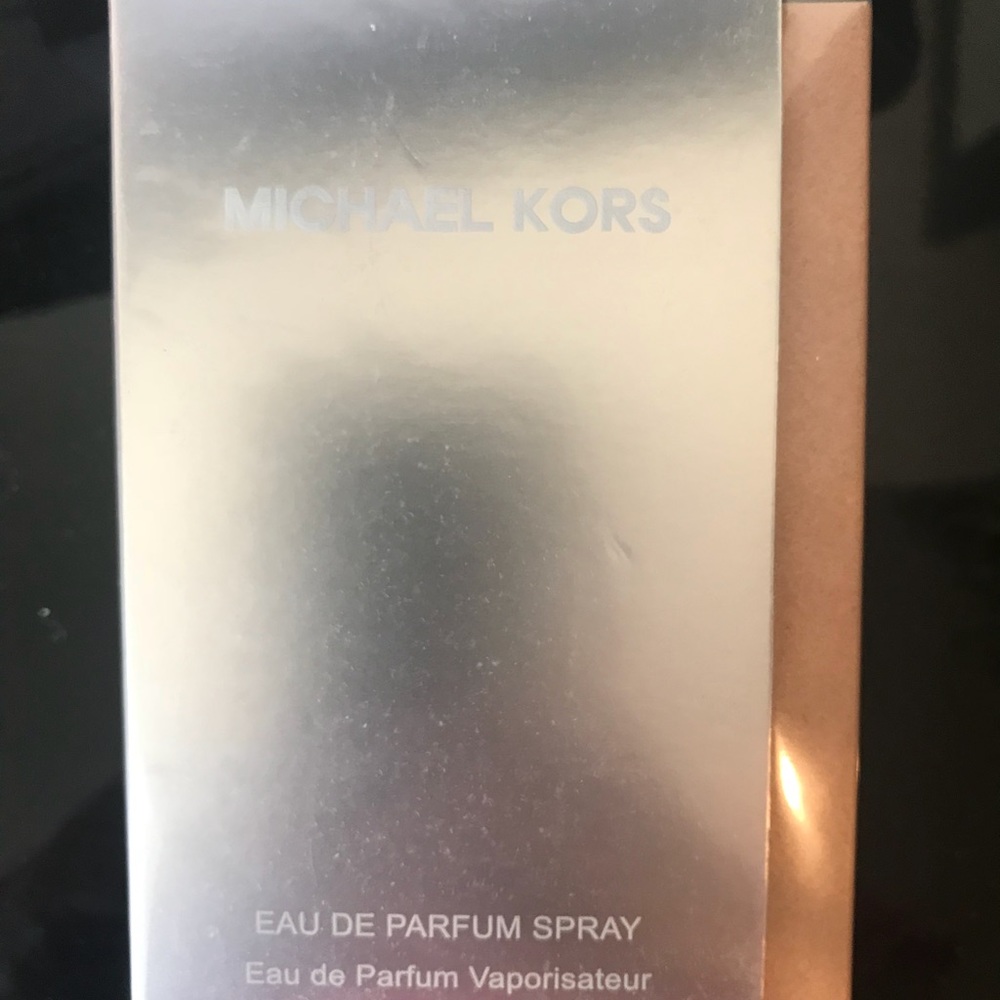 MICHAEL KORS
EAU DE PARFUM SPRAY
Eau de Parfum Vaporisateur